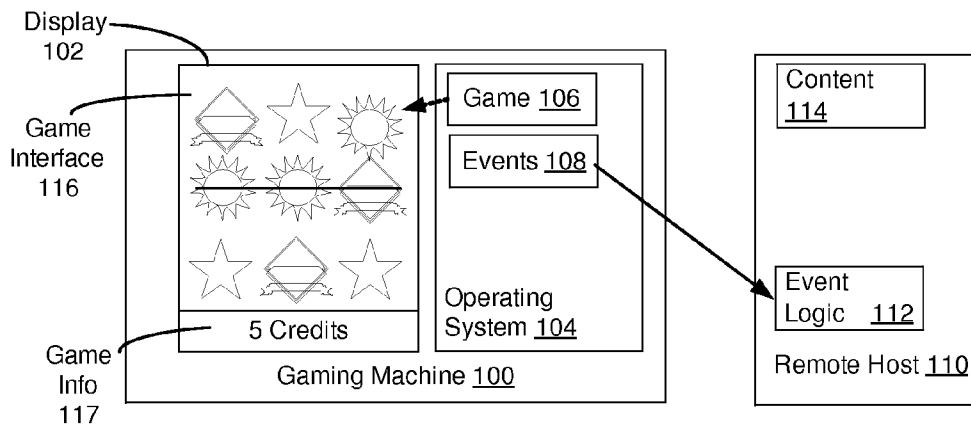 Display
102
Game
Interface
116
Game
Info
117
5 Credits
Game 106
Events 108
Operating
System 104
Gaming Machine 100
Content
114
Event
Logic 112
Remote Host 110